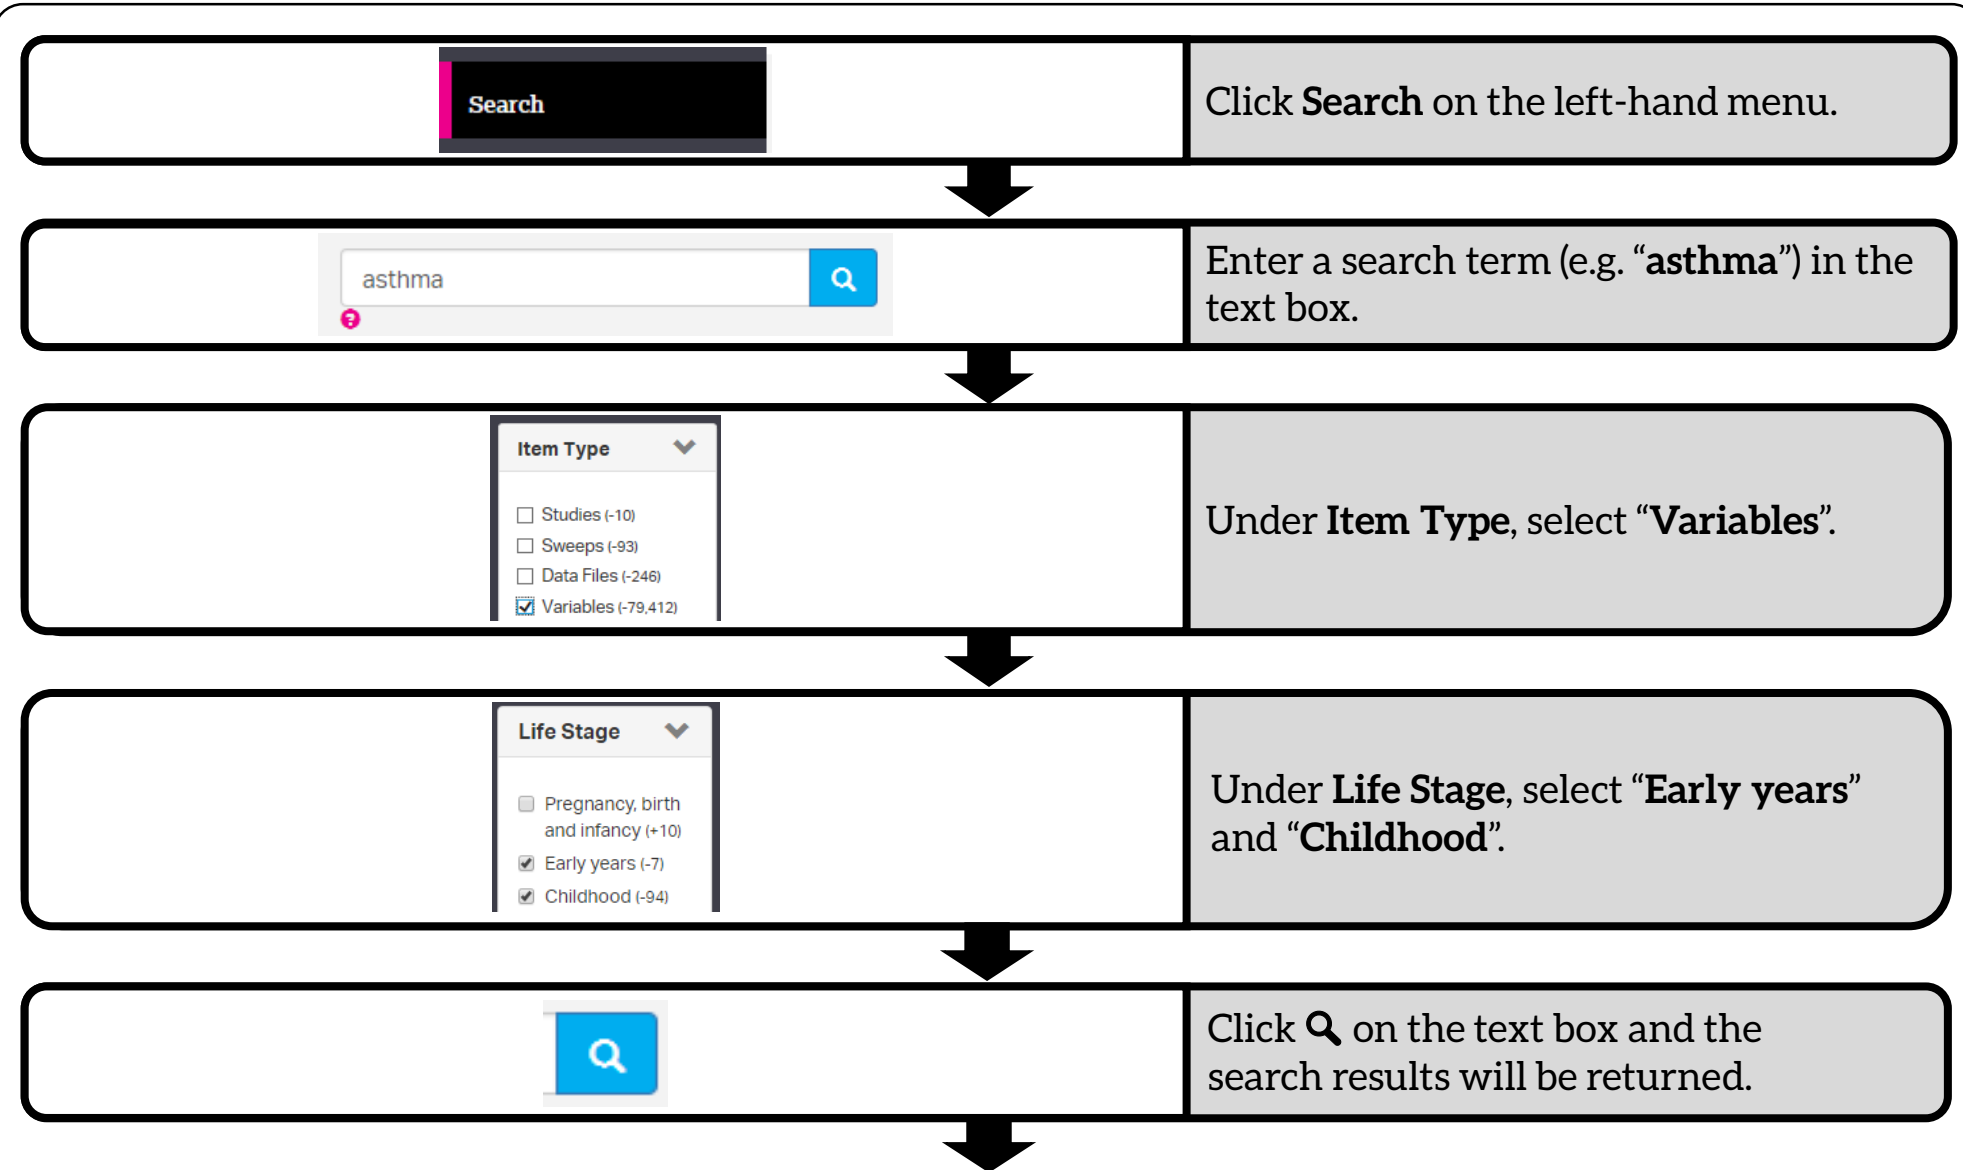 Search
Click Search on the left-hand menu.
asthma
Enter a search term (e.g. “asthma”) in the
text box.
Item Type
Studies (-10)
Sweeps (-93)
Data Files (-246)
Variables (-79,412)
Under Item Type, select “Variables”.
Life Stage
Pregnancy, birth
and infancy (+10)
Early years (-7)
Childhood (-94)
Under Life Stage, select “Early years”
and “Childhood”.
Click on the text box and the
search results will be returned.